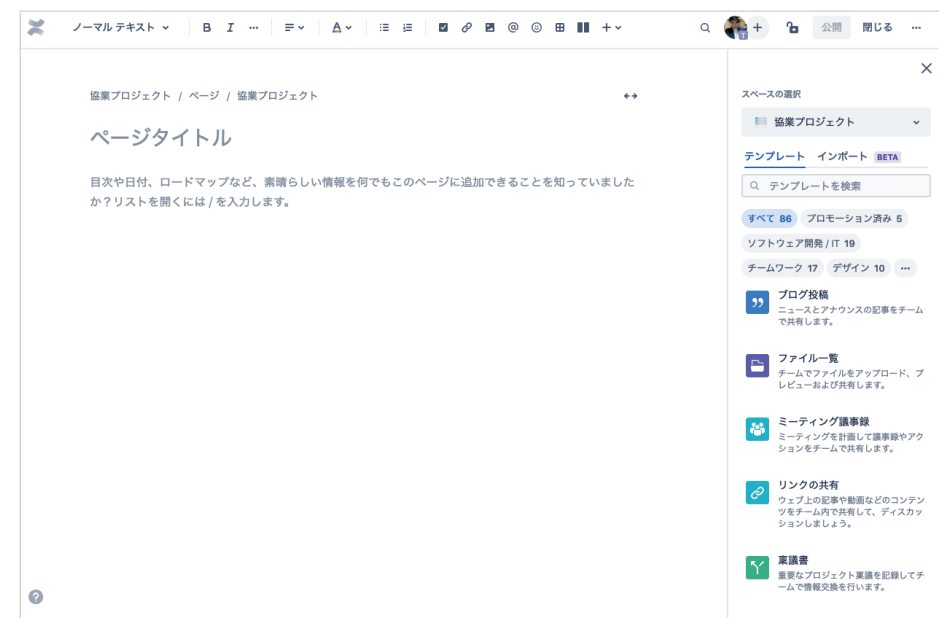 ノーマル テキスト
B I
A
@
公開
閉じる
協業プロジェクト / ページ / 協業プロジェクト
ページタイトル
目次や日付、ロードマップなど、素晴らしい情報を何でもこのページに追加できることを知っていました
か？リストを開くには / を入力します。
スペースの選択
協業プロジェクト
テンプレート インポート BETA
テンプレートを検索
すべて 86 プロモーション済み 5
ソフトウェア開発 / IT 19
チームワーク 17 デザイン 10
ブログ投稿
ニュースとアナウンスの記事をチーム
で共有します。
ファイル一覧
チームでファイルをアップロード、プ
レビューおよび共有します。
ミーティング議事録
ミーティングを計画して議事録やアク
ションをチームで共有します。
リンクの共有
ウェブ上の記事や動画などのコンテン
ツをチーム内で共有して、ディスカッ
ションしましょう。
稟議書
重要なプロジェクト稟議を記録してチ
ームで情報交換を行います。